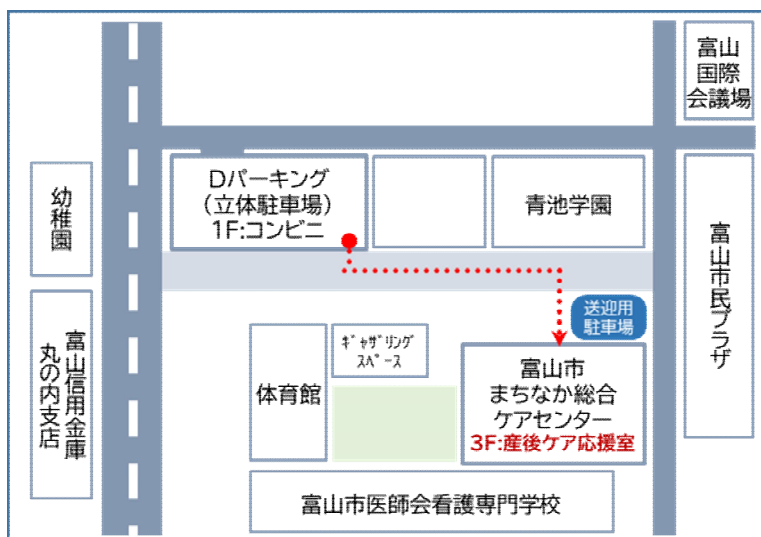 富山
国際
会議場
Dパーキング
（立体駐車場）
1F:コンビニ
青池学園
幼稚園
富山市民プラザ
送迎用
駐車場
富山信用金庫
丸の内支店
ｷﾞｬｻﾞﾘﾝｸﾞ
ｽﾍﾟｰｽ
体育館
富山市
まちなか総合
ケアセンター
3F:産後ケア応援室
富山市医師会看護専門学校